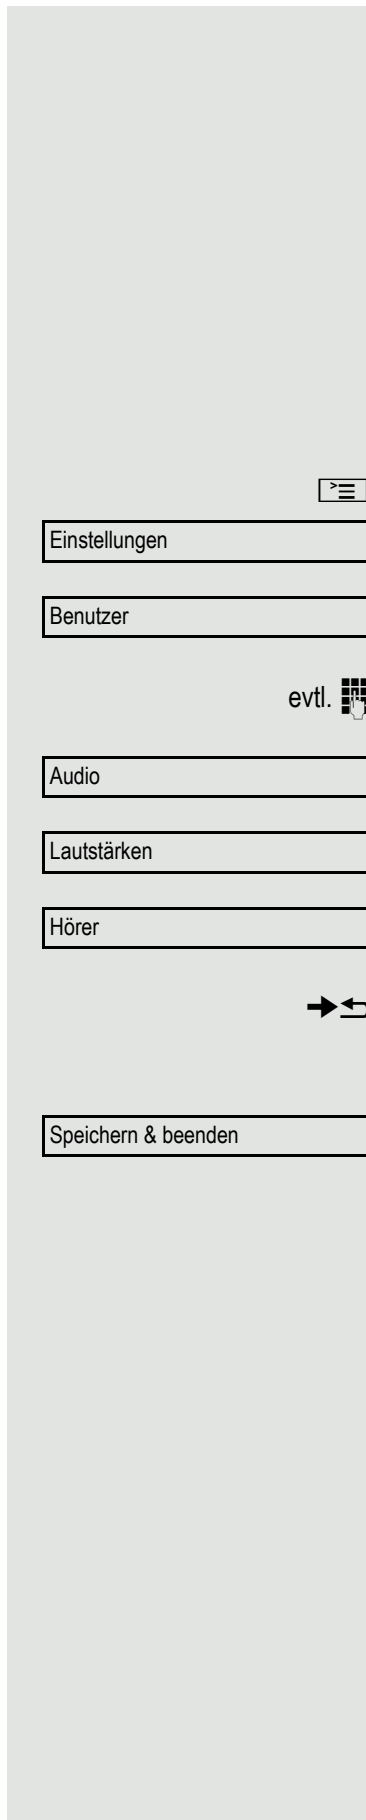 Einstellungen
Benutzer
evtl.
Audio
Lautstärken
Hörer
Speichern & beenden